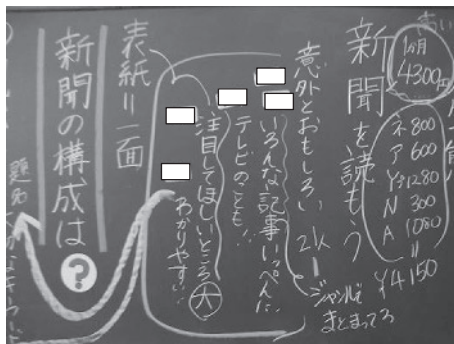 1ヶ月
4300円
ネ 800
ア 600
1280
N 300
A 1080
=
¥4150
新聞を読もう
意外とおもしろい
ジャンルで
まとまってる
いろんな記事いっぺんに
テレビのことも!!
注目してほしいところ 大
わかりやすい
表紙=一面
新聞の構成は?